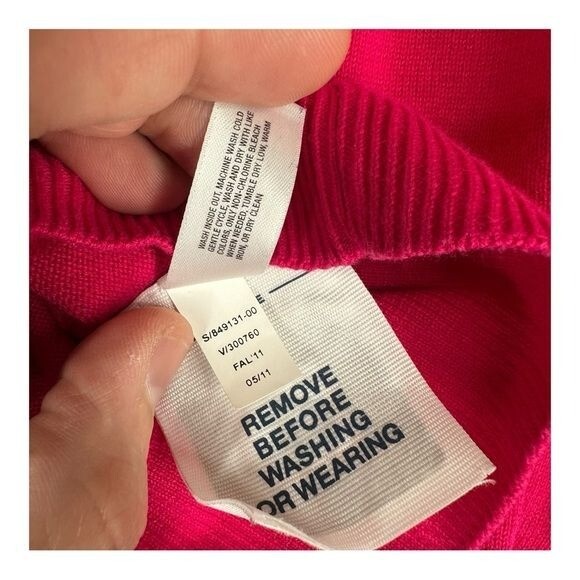 WASH INSIDE OUT, MACHINE WASH COLD
GENTLE CYCLE, WASH AND DRY WITH LIKE
COLORS, ONLY NON-CHLORINE BLEACH
WHEN NEEDED, TUMBLE DRY LOW, WARM
IRON, OR DRY CLEAN
E
S/849131-00
V/300760
FAL'11
05/11
REMOVE
BEFORE
WASHING
OR WEARING